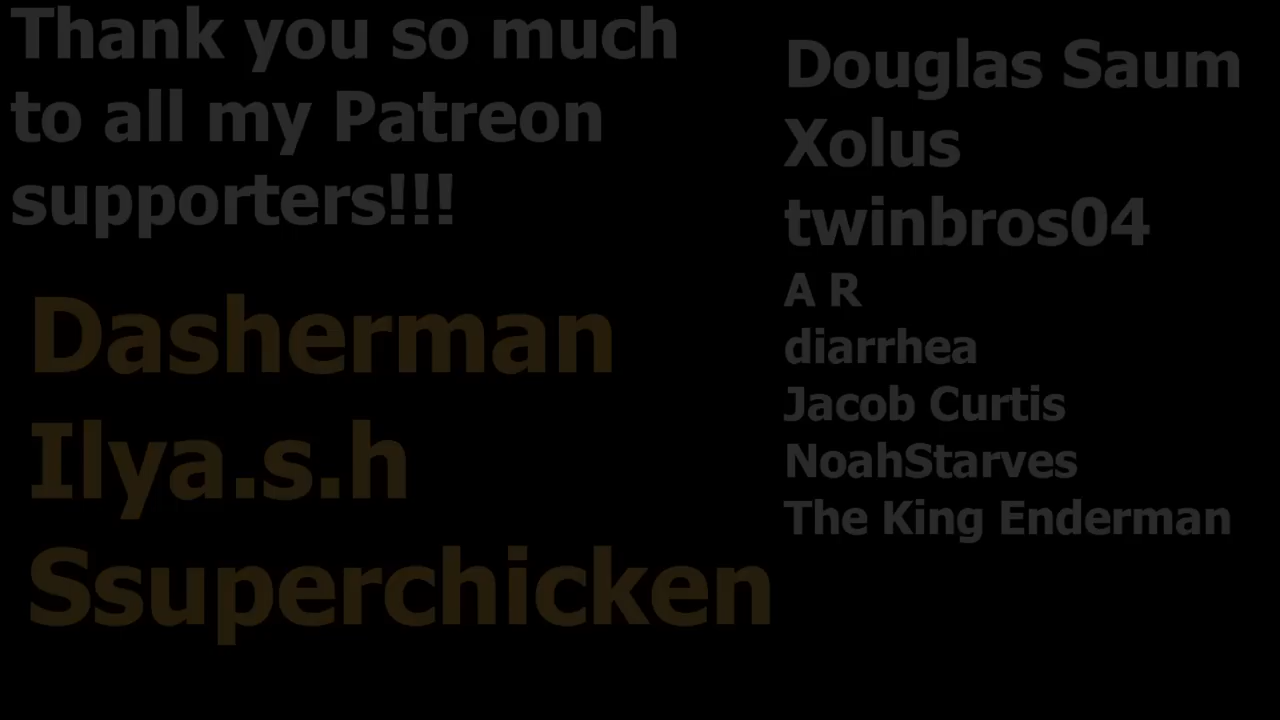 Thank you so much
to all my Patreon
supporters!!!
Dasherman
Ilya.s.h
Ssuperchicken
Douglas Saum
Xolus
twinbros04
A R
diarrhea
Jacob Curtis
NoahStarves
The King Enderman